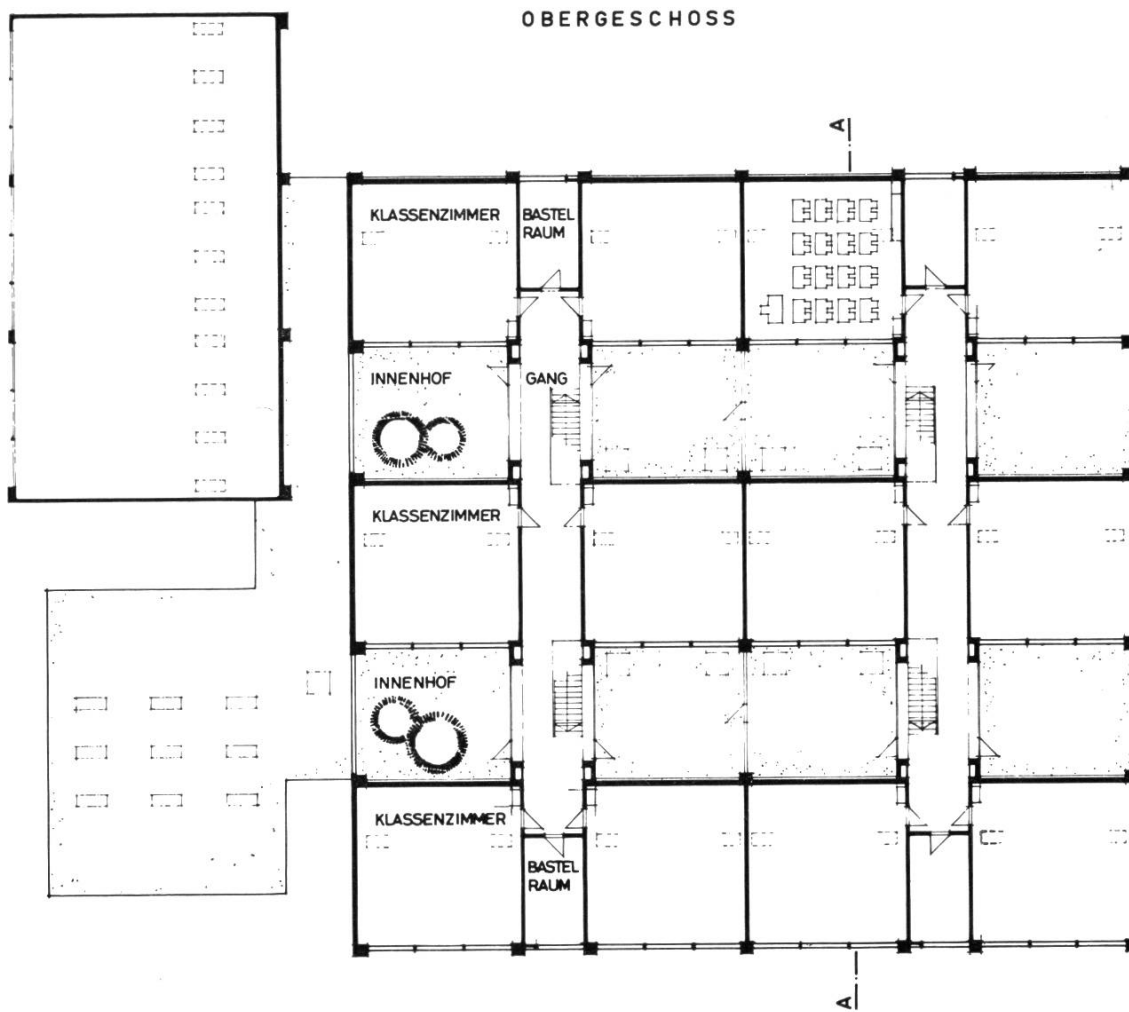 OBERGESCHOSS
A
KLASSENZIMMER
BASTEL
RAUM
INNENHOF
GANG
KLASSENZIMMER
INNENHOF
KLASSENZIMMER
BASTEL
RAUM
A